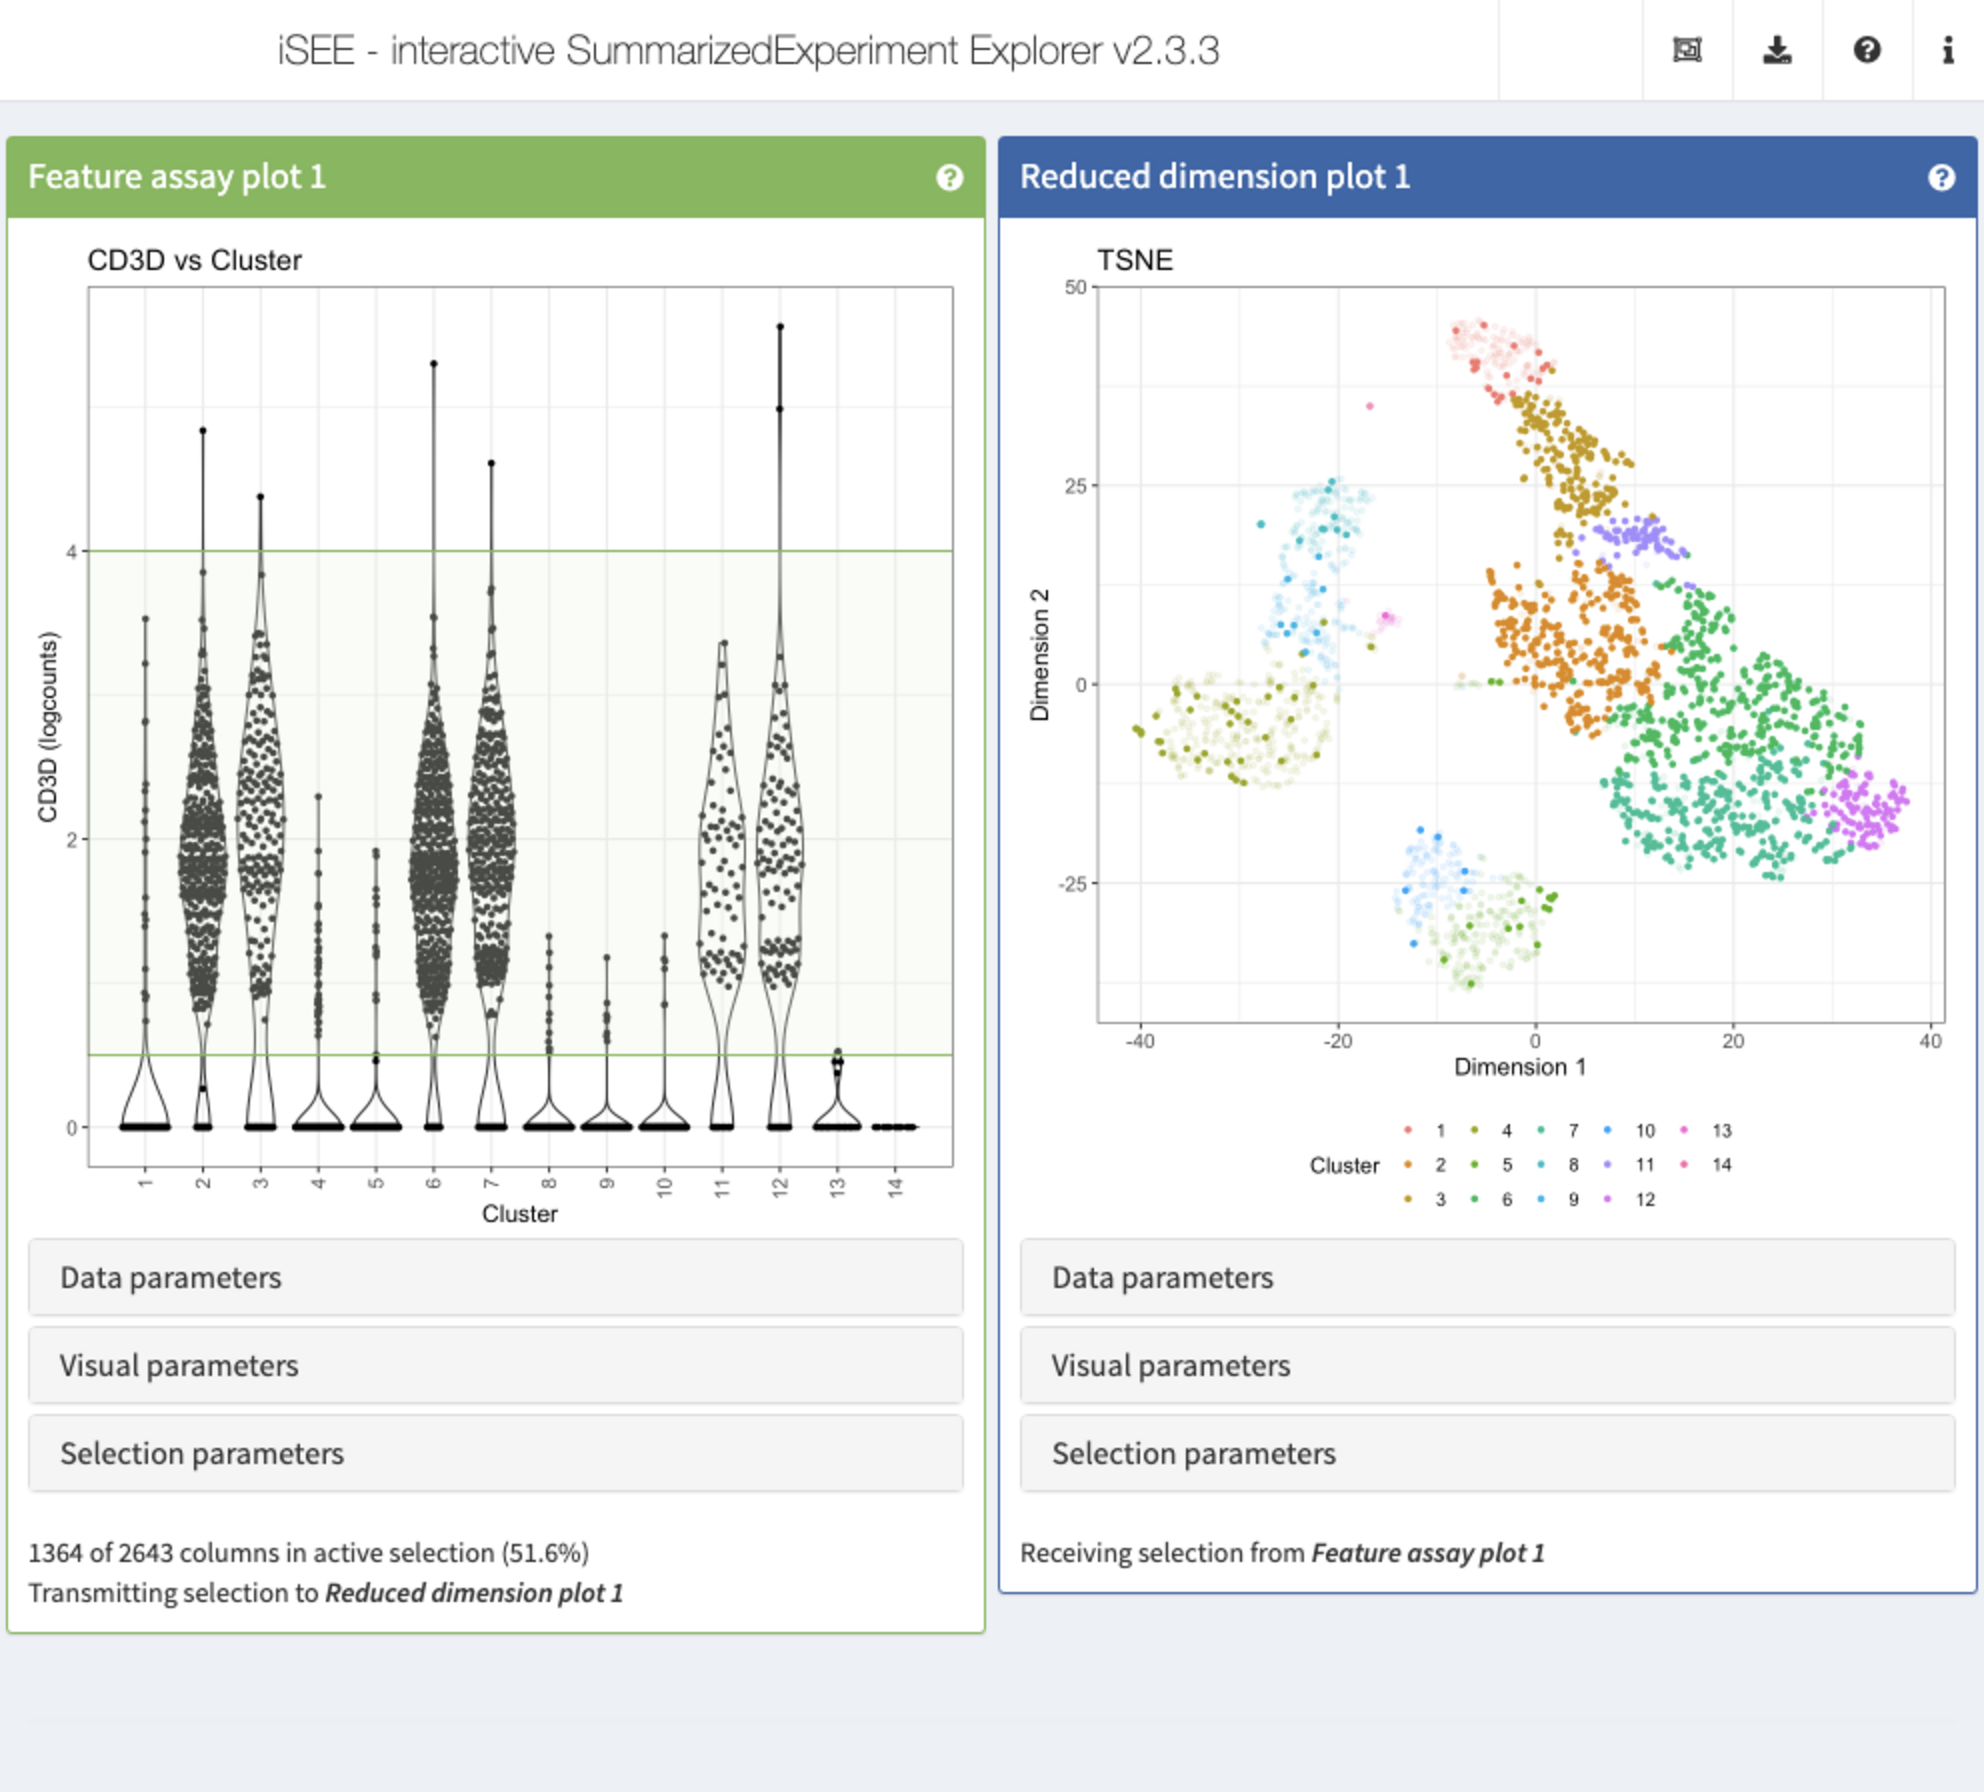 iSEE - interactive SummarizedExperiment Explorer v2.3.3
Feature assay plot 1
CD3D vs Cluster
CD3D (logcounts)
4
2
0
1 2 3 4 5 6 7 8 9 10 11 12 13 14
Cluster
Data parameters
Visual parameters
Selection parameters
1364 of 2643 columns in active selection (51.6%)
Transmitting selection to Reduced dimension plot 1
Reduced dimension plot 1
TSNE
Dimension 2
50
25
0
-25
-40 -20 0 20 40
Dimension 1
1 4 7 10 13
Cluster 2 5 8 11 14
3 6 9 12
Data parameters
Visual parameters
Selection parameters
Receiving selection from Feature assay plot 1